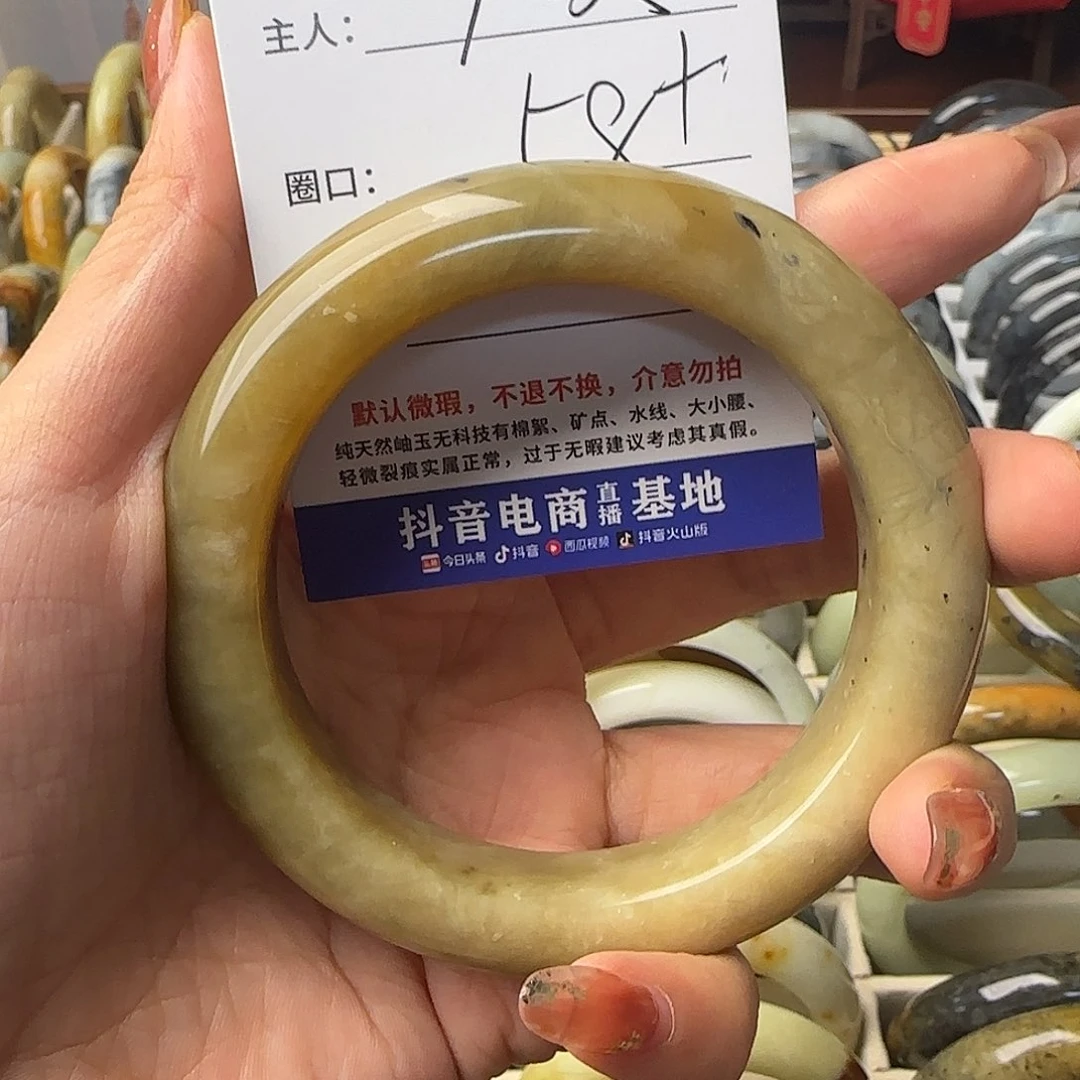 主人：
58+
圈口：
默认微瑕，不退不换，介意勿拍
纯天然岫玉无科技有棉絮、矿点、水线、大小腰、
轻微裂痕实属正常，过于无暇建议考虑其真假。
抖音电商直播基地
今日头条 抖音 西瓜视频 抖音火山版